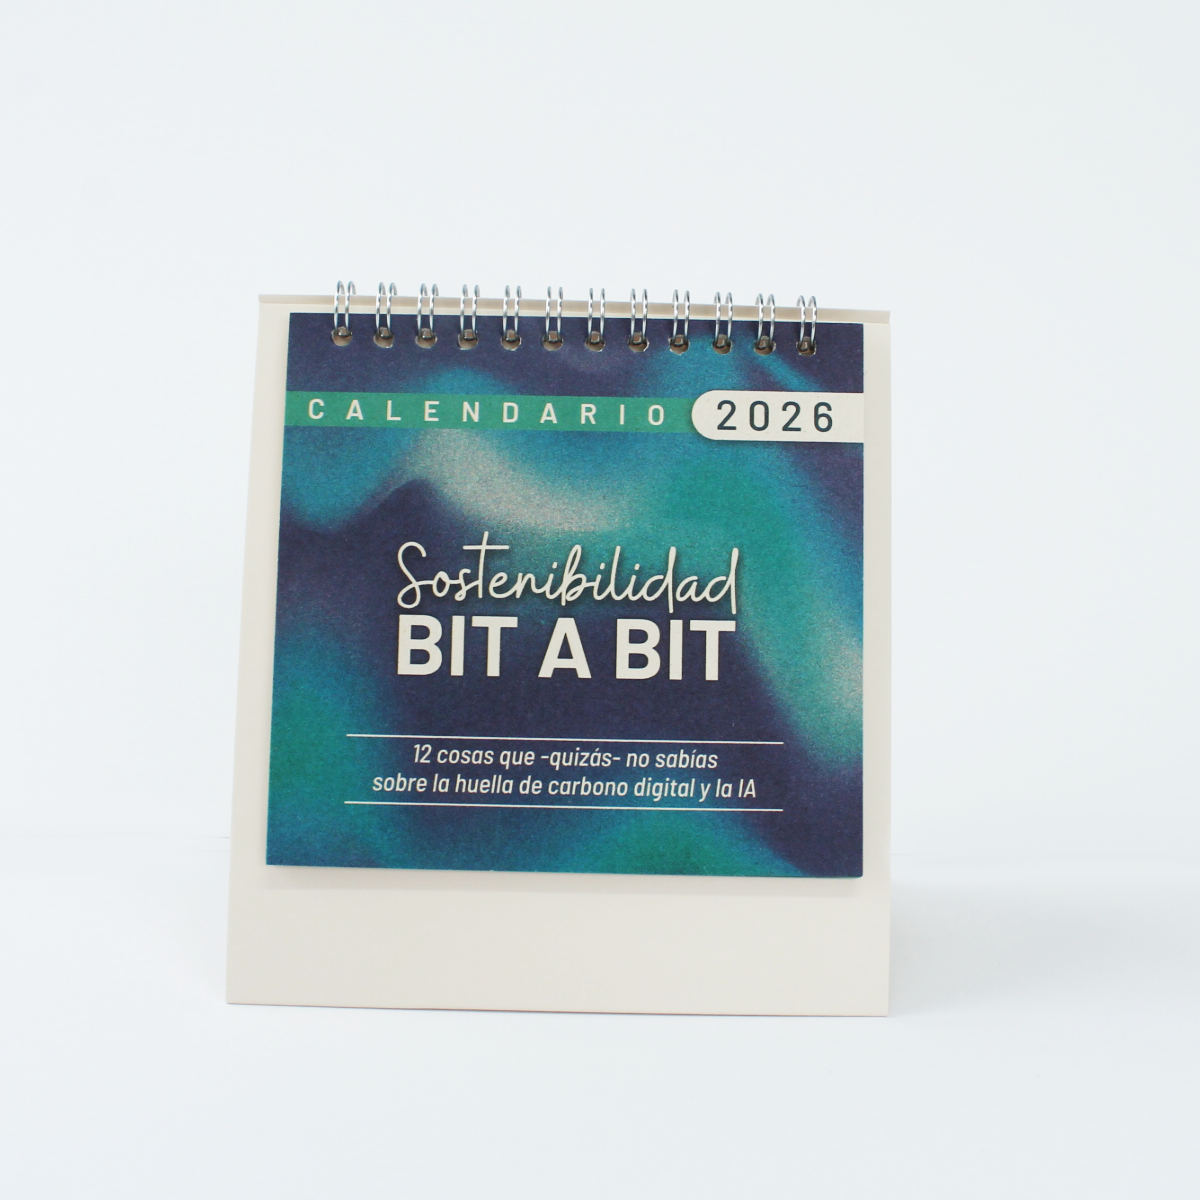 CALENDARIO 2026
Sostenibilidad
BIT A BIT
12 cosas que -quizás- no sabías
sobre la huella de carbono digital y la IA